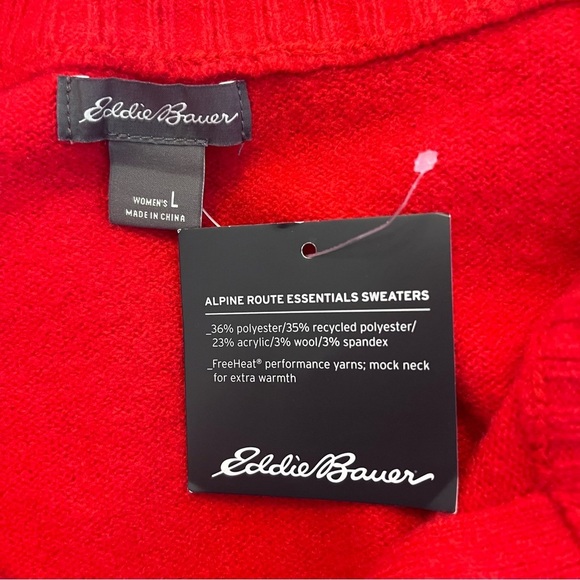 Eddie Bauer
WOMEN'S L
MADE IN CHINA
ALPINE ROUTE ESSENTIALS SWEATERS
_36% polyester/35% recycled polyester/
23% acrylic/3% wool/3% spandex
_FreeHeat® performance yarns; mock neck
for extra warmth
Eddie Bauer